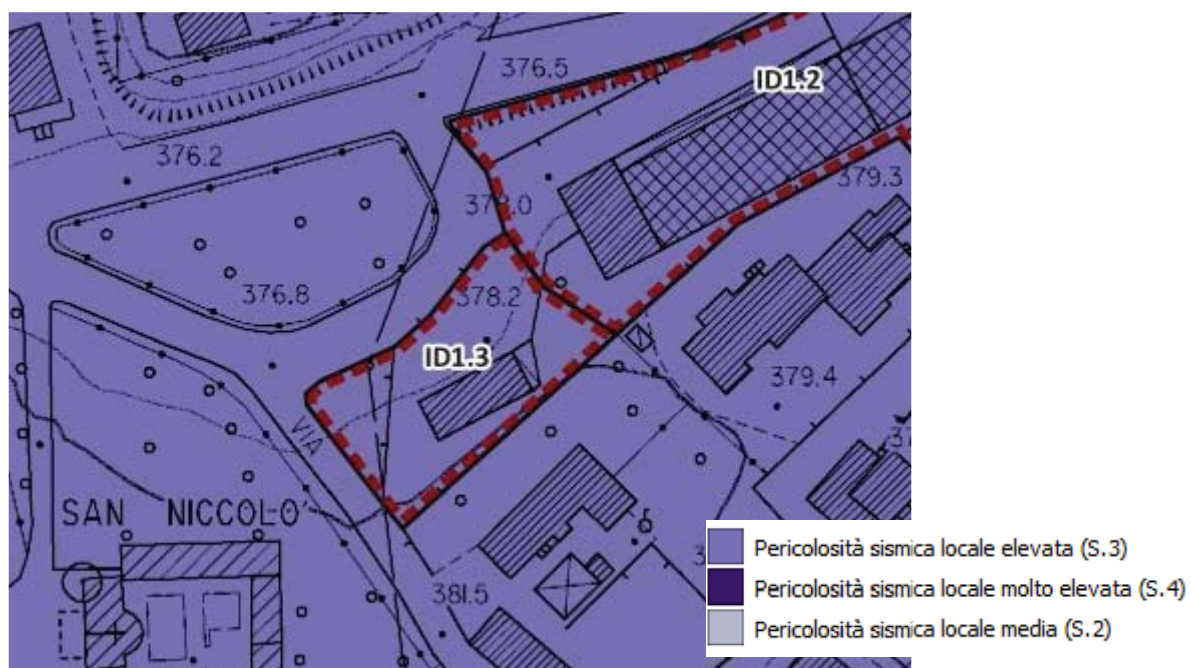 376.5
ID1.2
376.2
379.3
376.8
378.2
ID1.3
379.4
VIA
SAN NICCOLO'
381.5
Pericolosità sismica locale elevata (S.3)
Pericolosità sismica locale molto elevata (S.4)
Pericolosità sismica locale media (S.2)